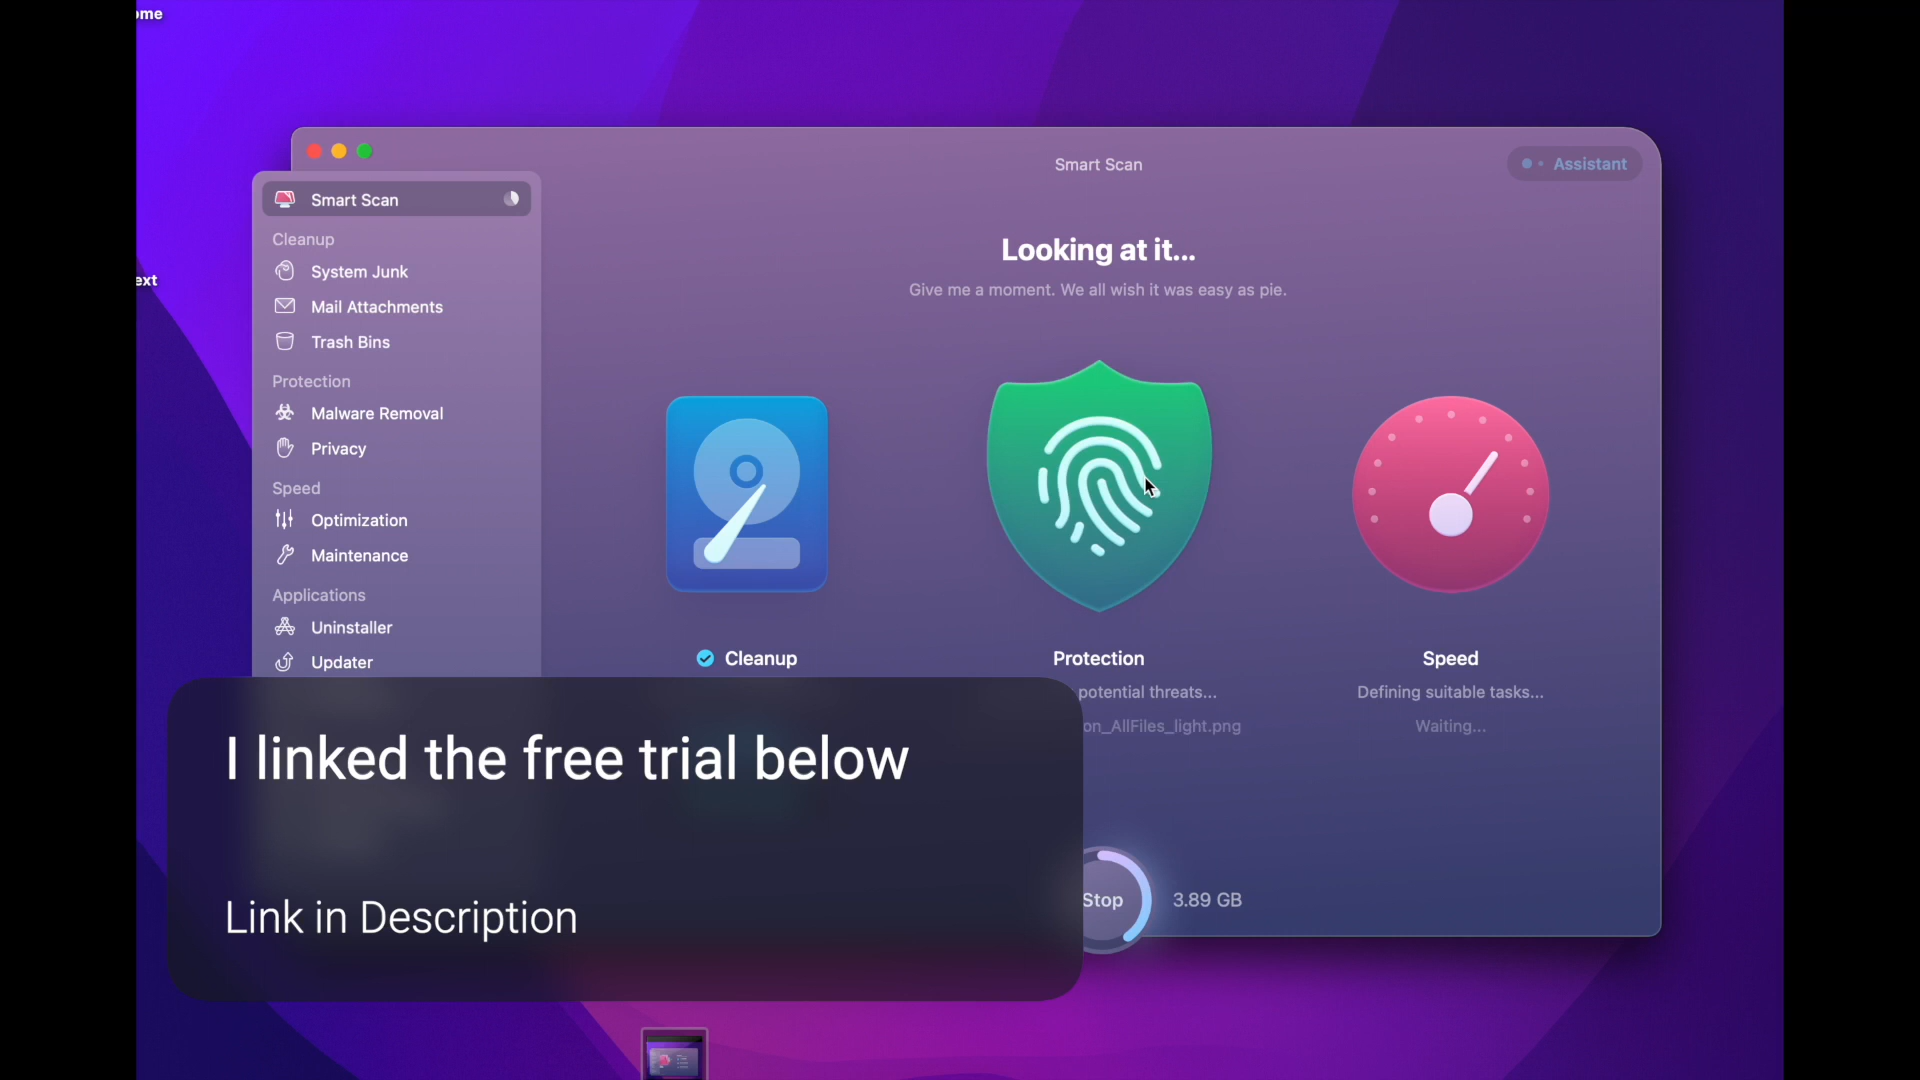 ome
ext
Smart Scan
Assistant
Smart Scan
Cleanup
System Junk
Mail Attachments
Trash Bins
Protection
Malware Removal
Privacy
Speed
Optimization
Maintenance
Applications
Uninstaller
Updater
Looking at it...
Give me a moment. We all wish it was easy as pie.
Cleanup
Protection
potential threats...
on_AllFiles_light.png
Speed
Defining suitable tasks...
Waiting...
I linked the free trial below
Link in Description
Stop
3.89 GB